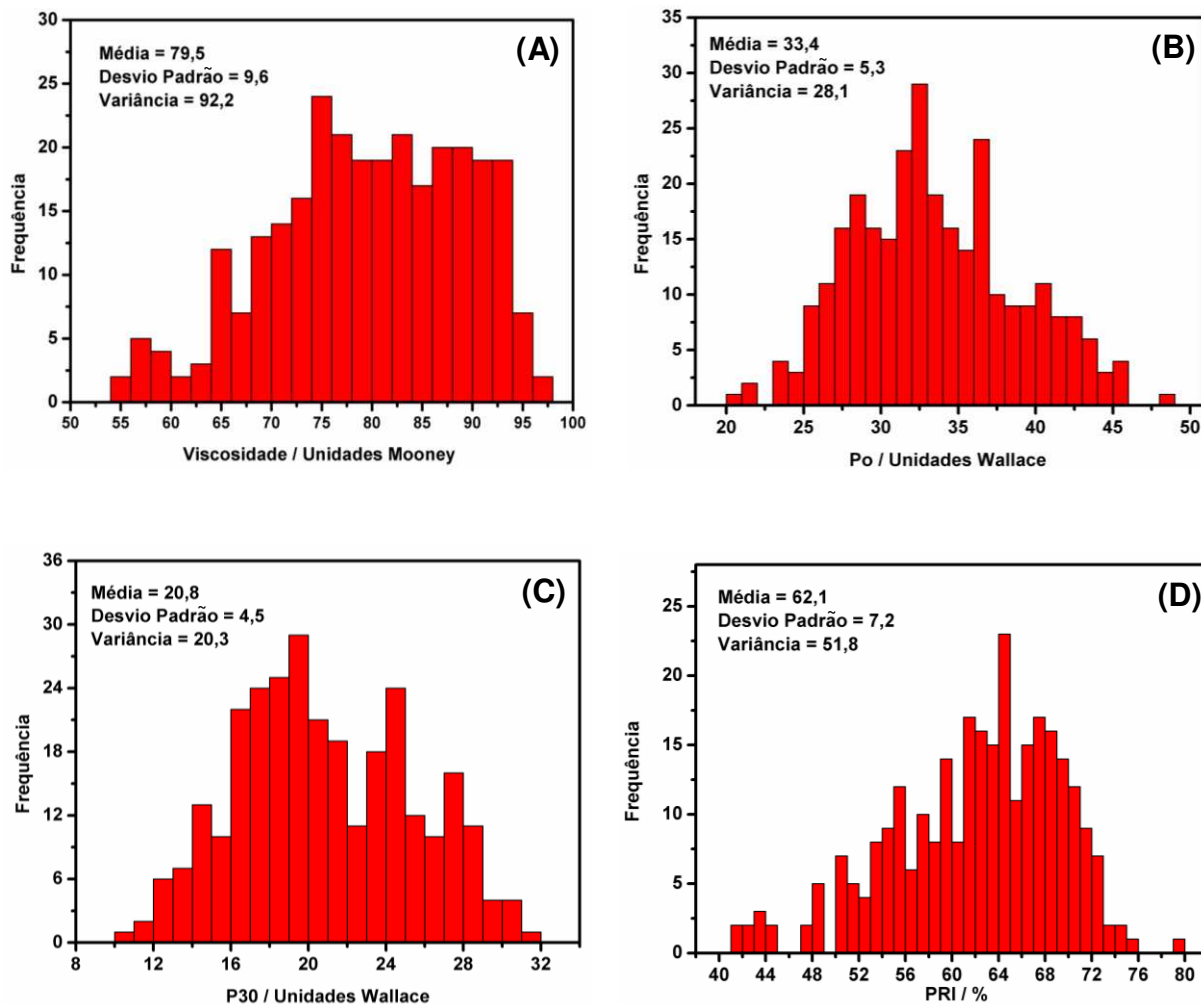 (A)
Média = 79,5
Desvio Padrão = 9,6
Variância = 92,2
30
25
20
15
10
5
0
Frequência
50 55 60 65 70 75 80 85 90 95 100
Viscosidade / Unidades Mooney
(B)
Média = 33,4
Desvio Padrão = 5,3
Variância = 28,1
35
30
25
20
15
10
5
0
Frequência
20 25 30 35 40 45 50
Po / Unidades Wallace
(C)
Média = 20,8
Desvio Padrão = 4,5
Variância = 20,3
36
30
24
18
12
6
0
Frequência
8 12 16 20 24 28 32
P30 / Unidades Wallace
(D)
Média = 62,1
Desvio Padrão = 7,2
Variância = 51,8
25
20
15
10
5
0
Frequência
40 44 48 52 56 60 64 68 72 76 80
PRI / %